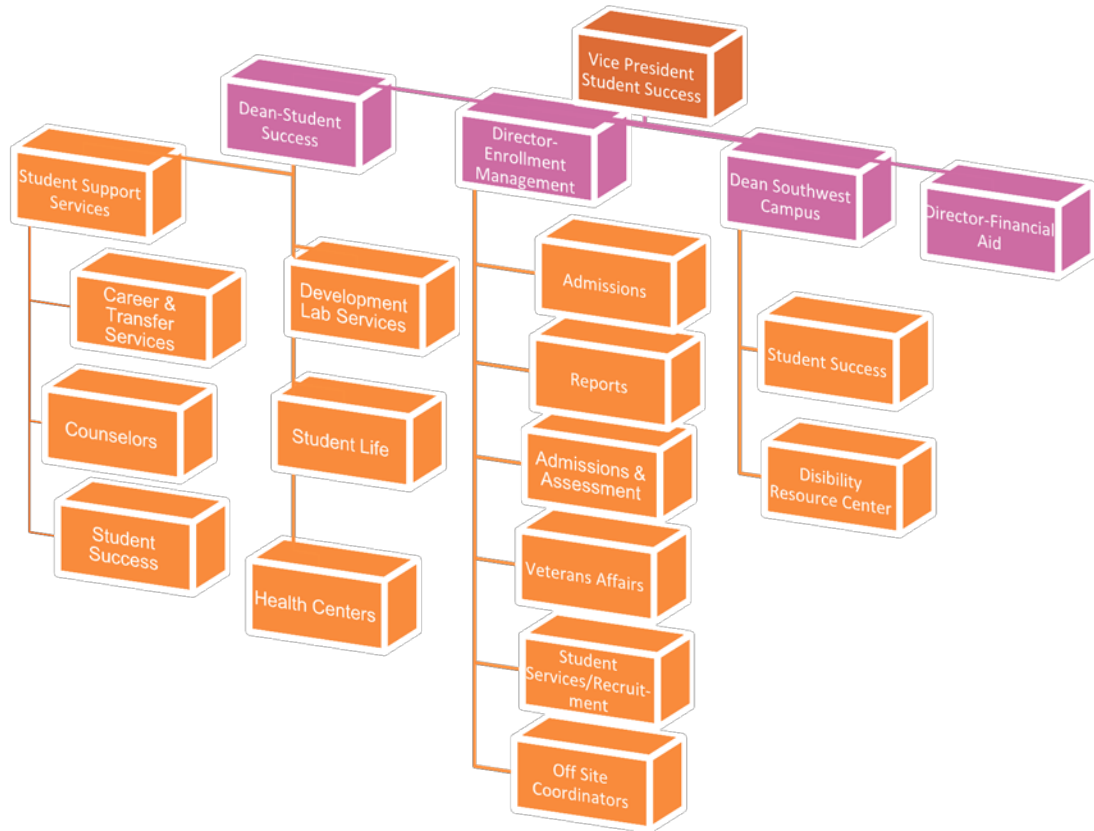 Vice President
Student Success
Dean-Student
Success
Director-
Enrollment
Management
Dean Southwest
Campus
Director-Financial
Aid
Student Support
Services
Career &
Transfer
Services
Counselors
Student
Success
Development
Lab Services
Student Life
Health Centers
Admissions
Reports
Admissions &
Assessment
Veterans Affairs
Student
Services/Recruit-
ment
Off Site
Coordinators
Student Success
Disibility
Resource Center